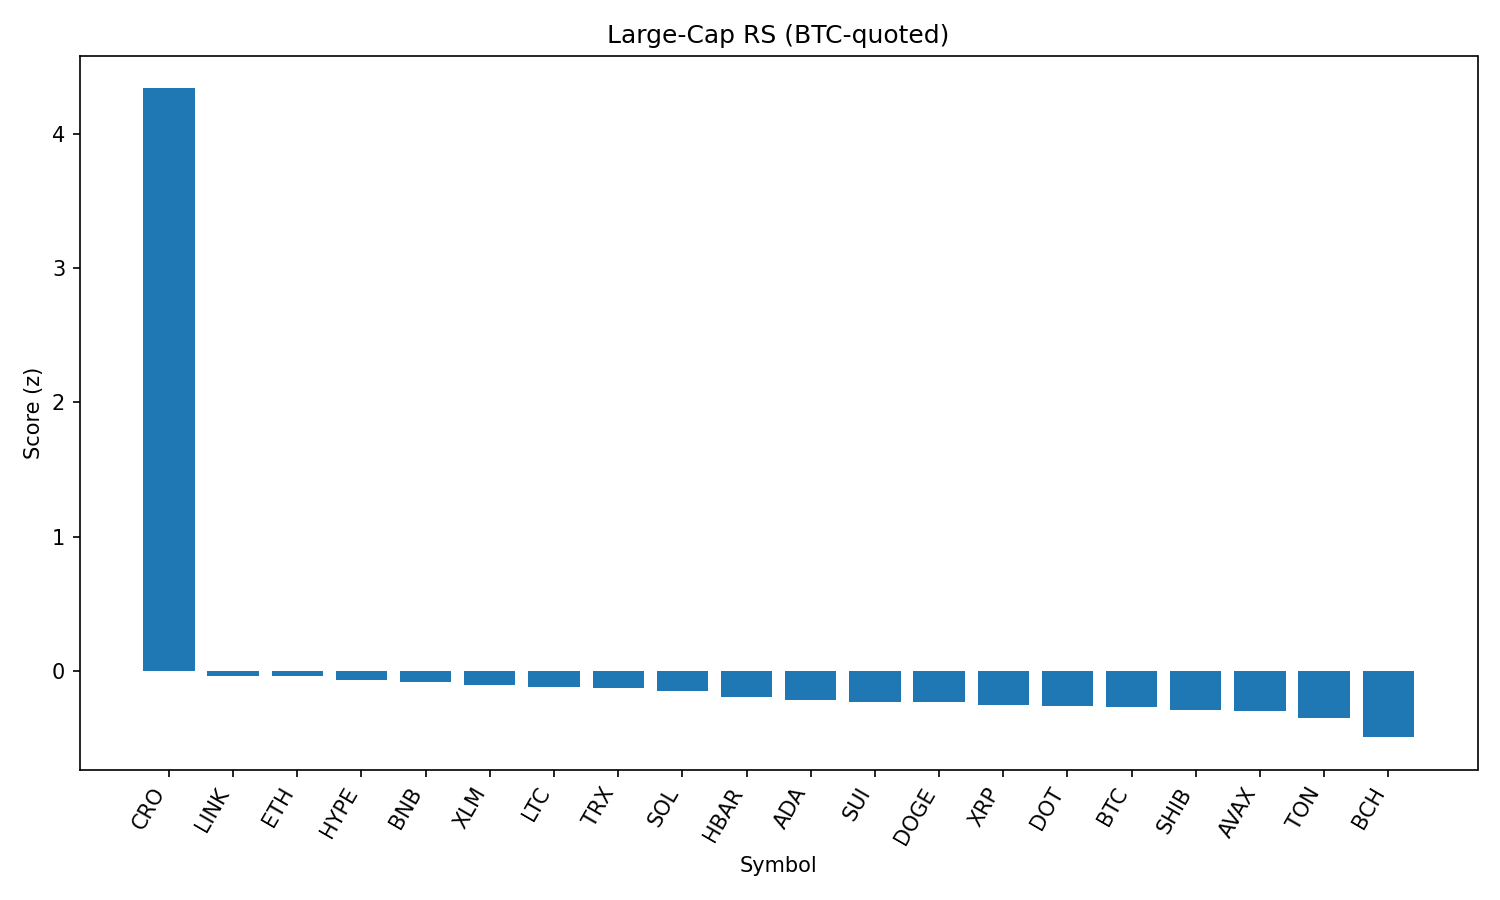 Large-Cap RS (BTC-quoted)
Score (z)
4
3
2
1
0
CRO
LINK
ETH
HYPE
BNB
XLM
LTC
TRX
SOL
HBAR
ADA
SUI
DOGE
XRP
DOT
BTC
SHIB
AVAX
TON
BCH
Symbol